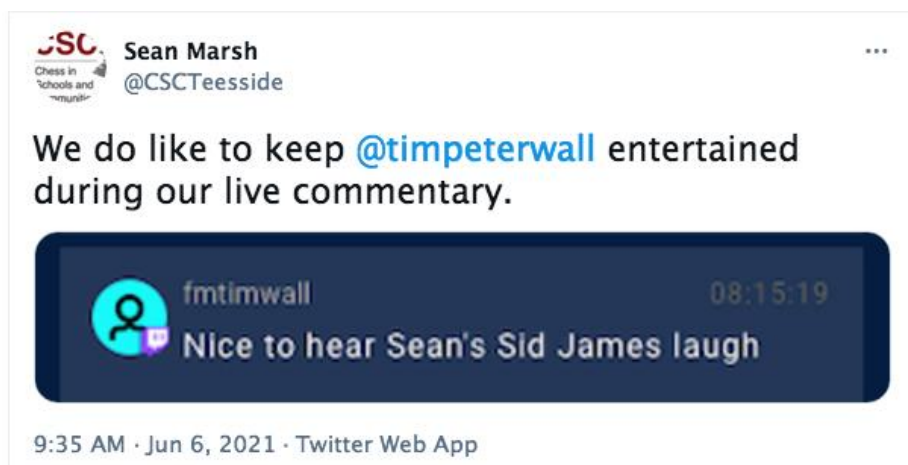 CSC
Sean Marsh
Chess in
Schools and
@CSCTeesside
We do like to keep @timpeterwall entertained
during our live commentary.
fmtimwall 08:15:19
Nice to hear Sean's Sid James laugh
9:35 AM · Jun 6, 2021 · Twitter Web App